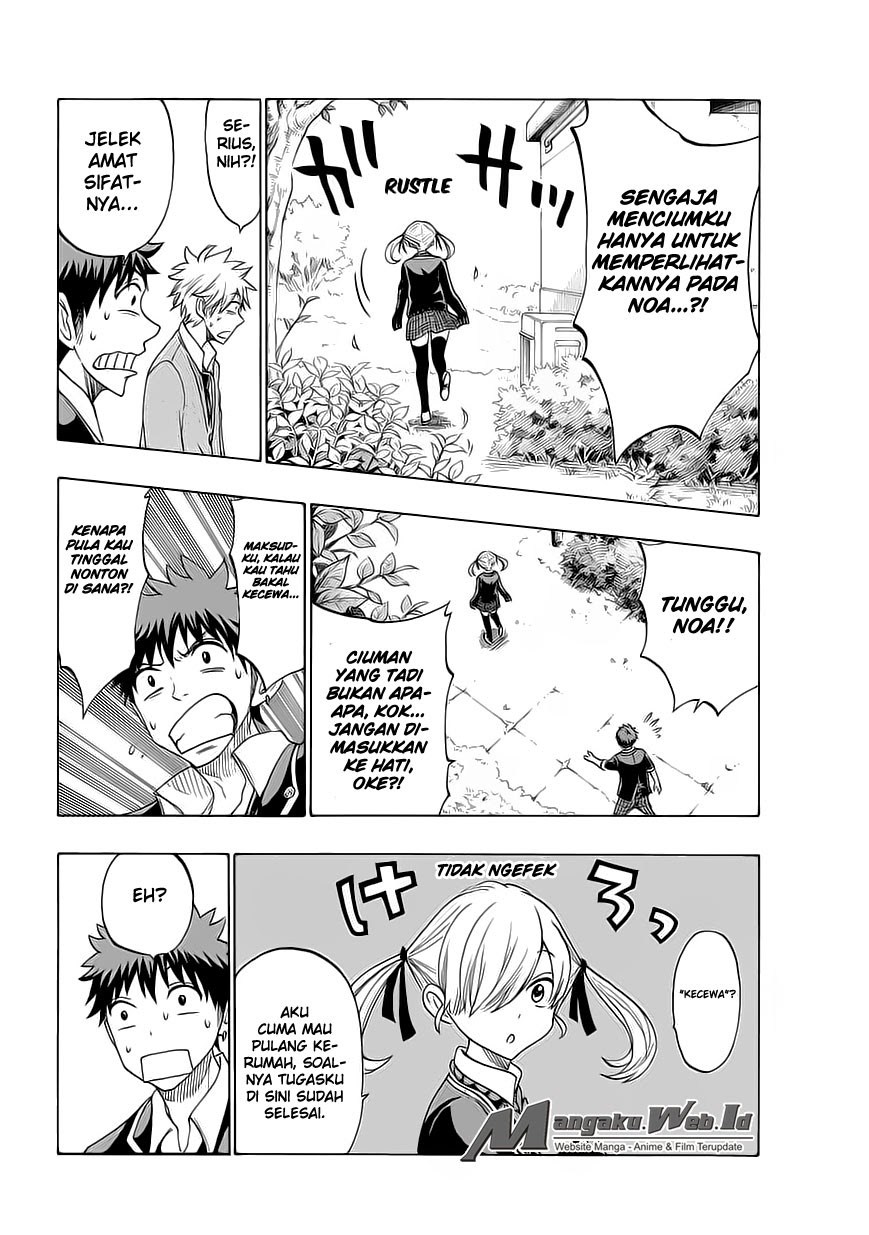 SENGAJA
MENCIUMKU
HANYA UNTUK
MEMPERLIHAT-
KANNYA PADA
NOA...?!
ガサ...
RUSTLE
ガサ
SE-
RIUS,
NIH?!
JELEK
AMAT
SIFAT-
NYA...
TUNGGU,
NOA!!
CIUMAN
YANG TADI
BUKAN APA-
APA, KOK...
JANGAN DI-
MASUKKAN
KE HATI,
OKE?!
MAKSUD-
KU, KALAU
KAU TAHU
BAKAL
KECEWA...
KENAPA
PULA KAU
TINGGAL
NONTON
DI SANA?!
"KECEWA"?
けろっ
TIDAK NGEFEK
AKU
CUMA MAU
PULANG KE-
RUMAH, SOAL-
NYA TUGASKU
DI SINI SUDAH
SELESAI.
EH?
Mangaku.Web.Id
Website Manga - Anime & Film Terupdate